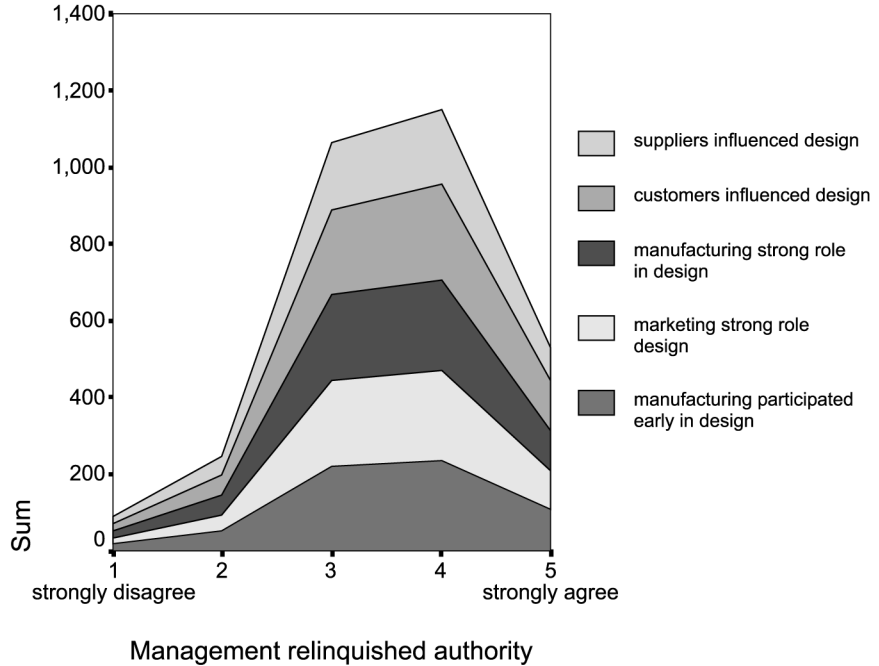 1,400
1,200
1,000
800
600
400
200
0
Sum
1
2
3
4
5
strongly disagree
strongly agree
Management relinquished authority
suppliers influenced design
customers influenced design
manufacturing strong role
in design
marketing strong role
design
manufacturing participated
early in design